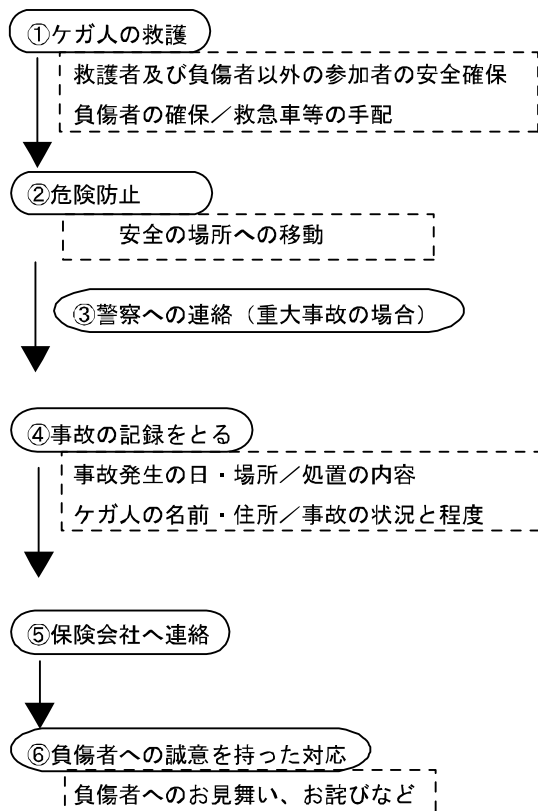 ①ケガ人の救護
救護者及び負傷者以外の参加者の安全確保
負傷者の確保／救急車等の手配
②危険防止
安全の場所への移動
③警察への連絡（重大事故の場合）
④事故の記録をとる
事故発生の日・場所／処置の内容
ケガ人の名前・住所／事故の状況と程度
⑤保険会社へ連絡
⑥負傷者への誠意を持った対応
負傷者へのお見舞い、お詫びなど